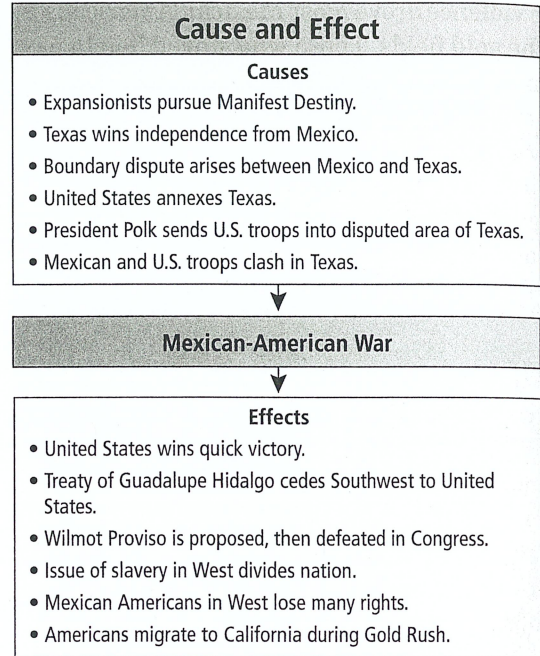 Cause and Effect
Causes
• Expansionists pursue Manifest Destiny.
• Texas wins independence from Mexico.
• Boundary dispute arises between Mexico and Texas.
• United States annexes Texas.
• President Polk sends U.S. troops into disputed area of Texas.
• Mexican and U.S. troops clash in Texas.
Mexican-American War
Effects
• United States wins quick victory.
• Treaty of Guadalupe Hidalgo cedes Southwest to United
States.
• Wilmot Proviso is proposed, then defeated in Congress.
• Issue of slavery in West divides nation.
• Mexican Americans in West lose many rights.
• Americans migrate to California during Gold Rush.